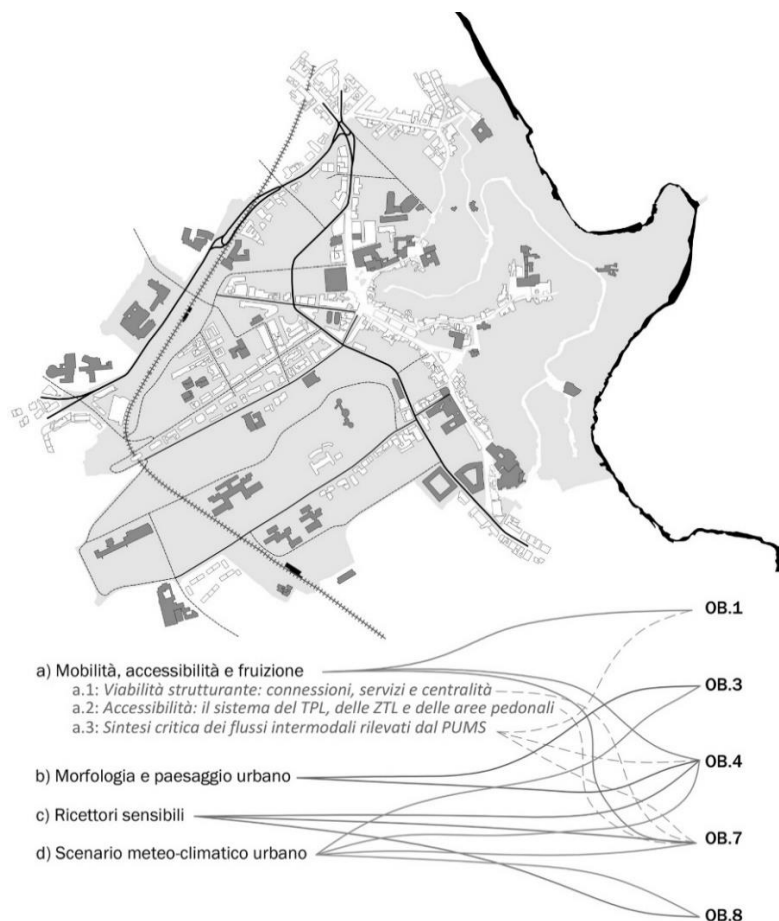 OB.1
a) Mobilità, accessibilità e fruizione
a.1: Viabilità strutturante: connessioni, servizi e centralità
a.2: Accessibilità: il sistema del TPL, delle ZTL e delle aree pedonali
a.3: Sintesi critica dei flussi intermodali rilevati dal PUMS
OB.3
OB.4
b) Morfologia e paesaggio urbano
c) Ricettori sensibili
OB.7
d) Scenario meteo-climatico urbano
OB.8